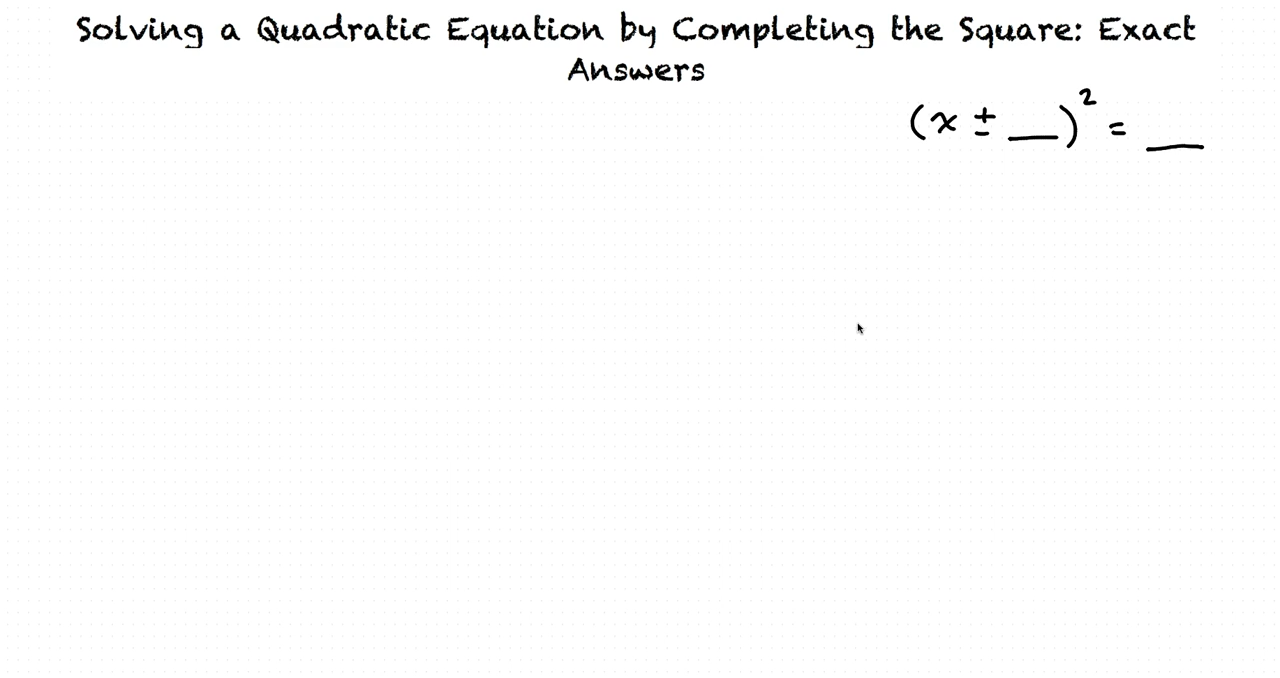 Solving a Quadratic Equation by Completing the Square: Exact
Answers
(x ± __)² = __